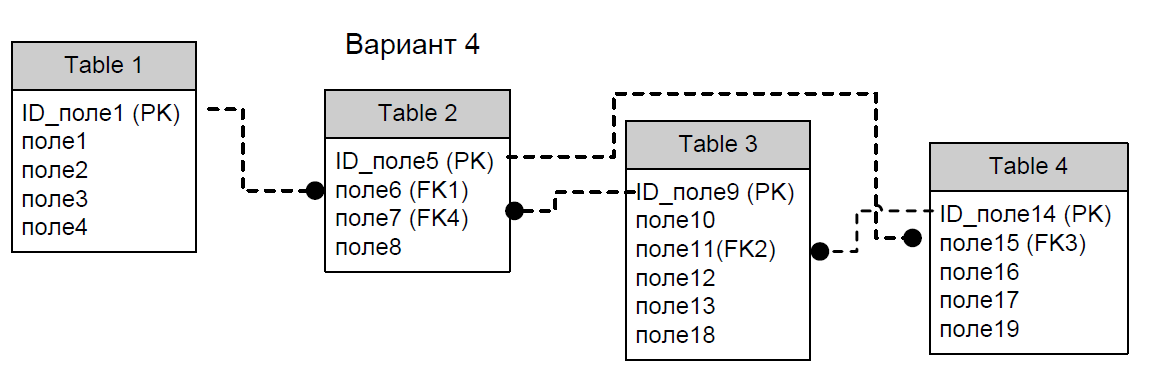 Вариант 4
Table 1
ID_поле1 (PK)
поле1
поле2
поле3
поле4
Table 2
ID_поле5 (PK)
поле6 (FK1)
поле7 (FK4)
поле8
Table 3
ID_поле9 (PK)
поле10
поле11(FK2)
поле12
поле13
поле18
Table 4
ID_поле14 (PK)
поле15 (FK3)
поле16
поле17
поле19